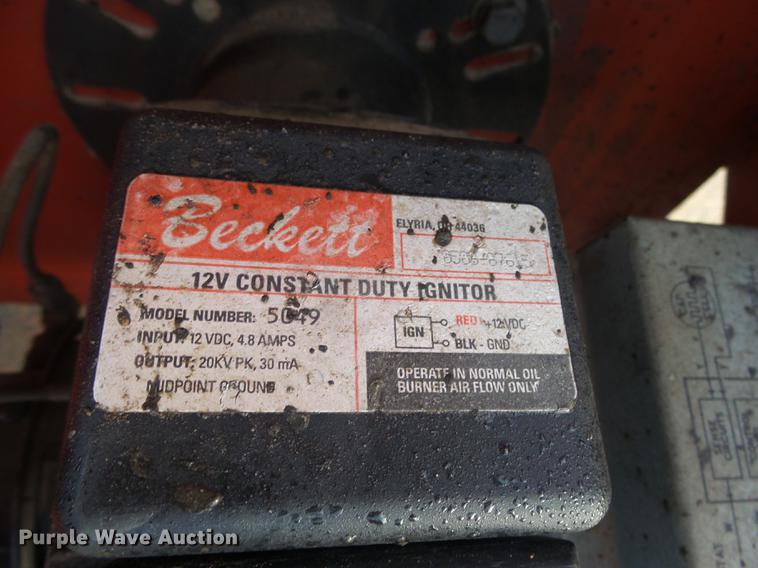 Beckett
ELYRIA, OH 44036
12V CONSTANT DUTY IGNITOR
MODEL NUMBER: 5049
INPUT: 12 VDC, 4.8 AMPS
OUTPUT: 20KV PK, 30 mA
MIDPOINT GROUND
IGN
RED +12VDC
BLK - GND
OPERATE IN NORMAL OIL
BURNER AIR FLOW ONLY
Purple Wave Auction